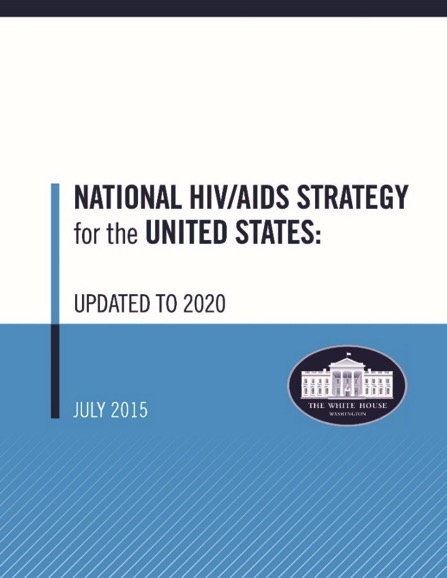 NATIONAL HIV/AIDS STRATEGY
for the UNITED STATES:
UPDATED TO 2020
JULY 2015
THE WHITE HOUSE
WASHINGTON